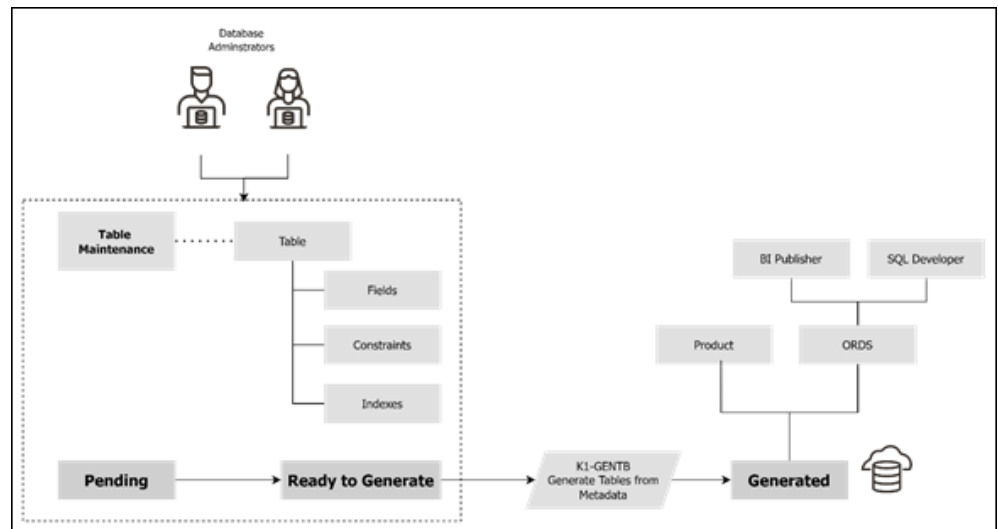 Database
Adminstrators
Table
Maintenance
Table
Fields
Constraints
Indexes
BI Publisher
SQL Developer
Product
ORDS
Pending
Ready to Generate
K1-GENTB
Generate Tables from
Metadata
Generated